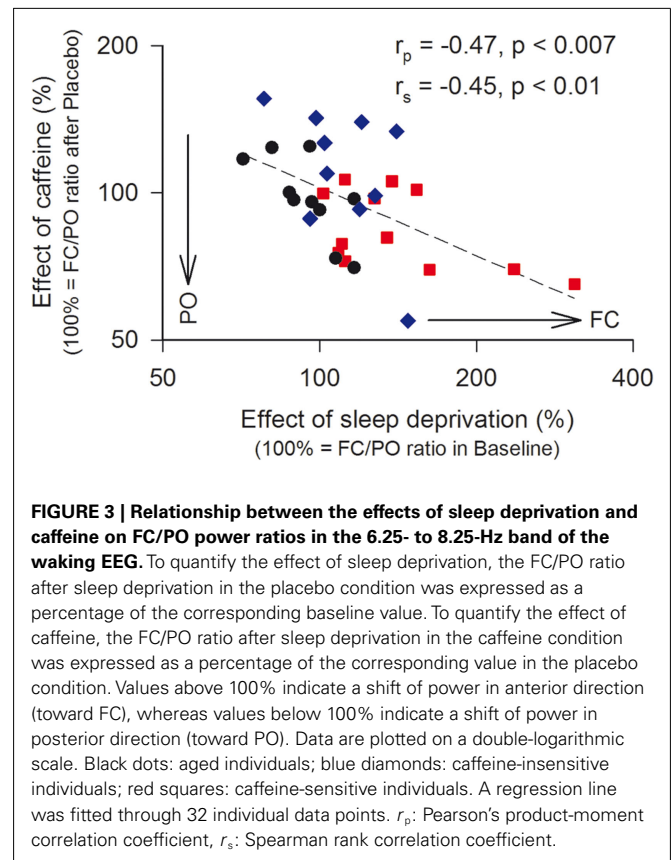 200
100
50
Effect of caffeine (%)
(100% = FC/PO ratio after Placebo)
PO
r_p = -0.47, p < 0.007
r_s = -0.45, p < 0.01
FC
50 100 200 400
Effect of sleep deprivation (%)
(100% = FC/PO ratio in Baseline)
FIGURE 3 | Relationship between the effects of sleep deprivation and
caffeine on FC/PO power ratios in the 6.25- to 8.25-Hz band of the
waking EEG. To quantify the effect of sleep deprivation, the FC/PO ratio
after sleep deprivation in the placebo condition was expressed as a
percentage of the corresponding baseline value. To quantify the effect of
caffeine, the FC/PO ratio after sleep deprivation in the caffeine condition
was expressed as a percentage of the corresponding value in the placebo
condition. Values above 100% indicate a shift of power in anterior direction
(toward FC), whereas values below 100% indicate a shift of power in
posterior direction (toward PO). Data are plotted on a double-logarithmic
scale. Black dots: aged individuals; blue diamonds: caffeine-insensitive
individuals; red squares: caffeine-sensitive individuals. A regression line
was fitted through 32 individual data points. r_p: Pearson's product-moment
correlation coefficient, r_s: Spearman rank correlation coefficient.